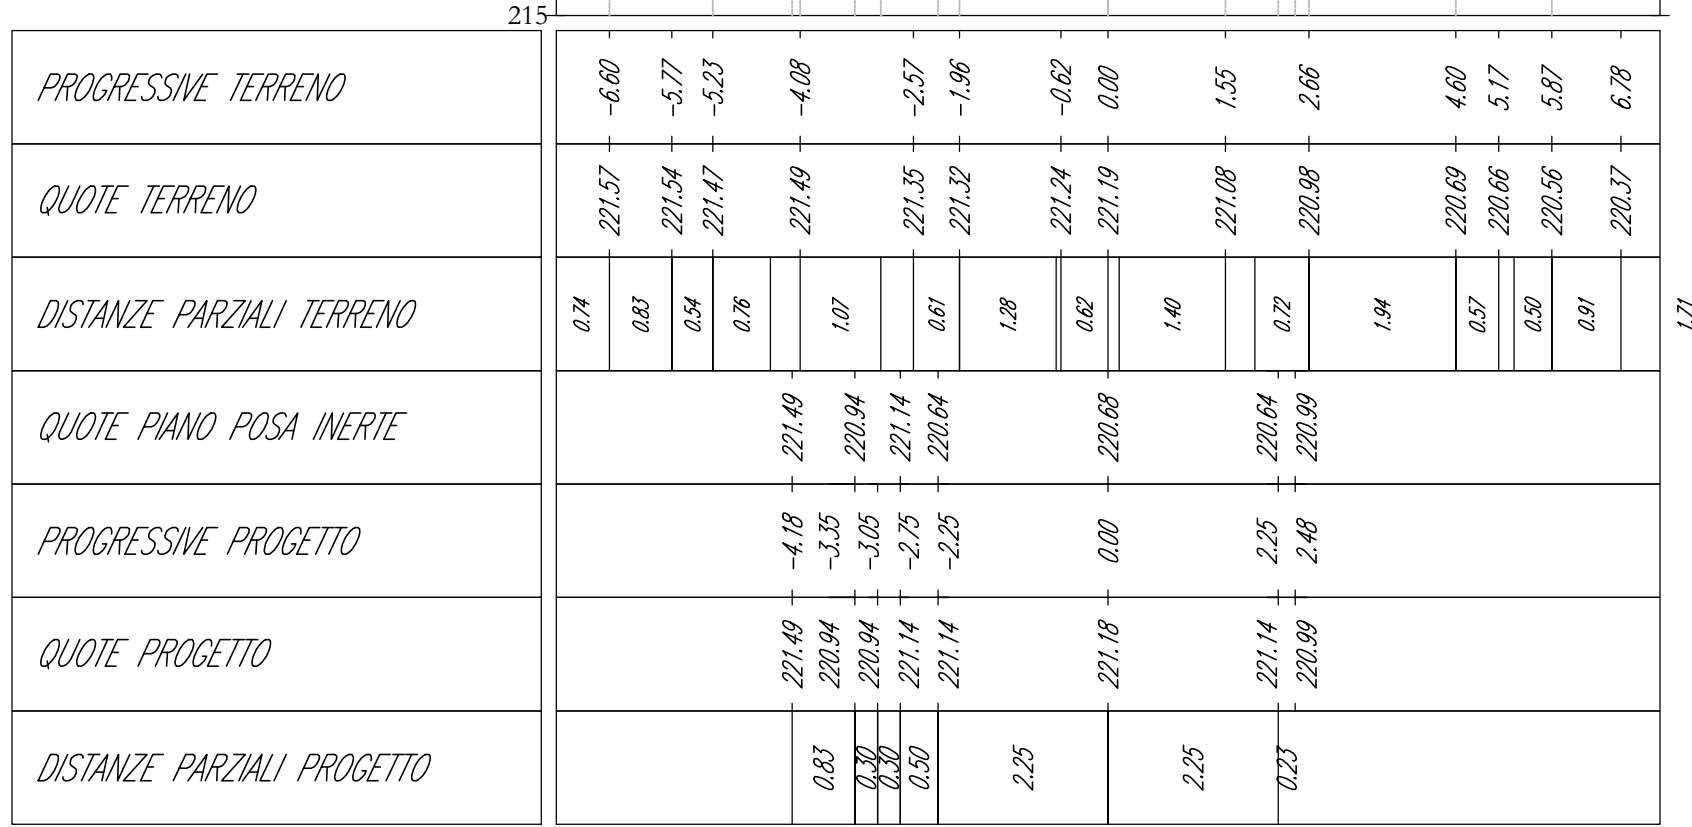 215
PROGRESSIVE TERRENO -6.60 -5.77 -5.23 -4.08 -2.57 -1.96 -0.62 0.00 1.55 2.66 4.60 5.17 5.87 6.78
QUOTE TERRENO 221.57 221.54 221.47 221.49 221.35 221.32 221.24 221.19 221.08 220.98 220.69 220.66 220.56 220.37
DISTANZE PARZIALI TERRENO 0.74 0.83 0.54 0.76 1.07 0.61 1.28 0.62 1.40 0.72 1.94 0.57 0.50 0.91 1.71
QUOTE PIANO POSA INERTE 221.49 220.94 221.14 220.64 220.68 220.64 220.99
PROGRESSIVE PROGETTO -4.18 -3.35 -3.05 -2.75 -2.25 0.00 2.25 2.48
QUOTE PROGETTO 221.49 220.94 220.94 221.14 221.14 221.18 221.14 220.99
DISTANZE PARZIALI PROGETTO 0.83 0.30 0.30 0.50 2.25 2.25 0.23